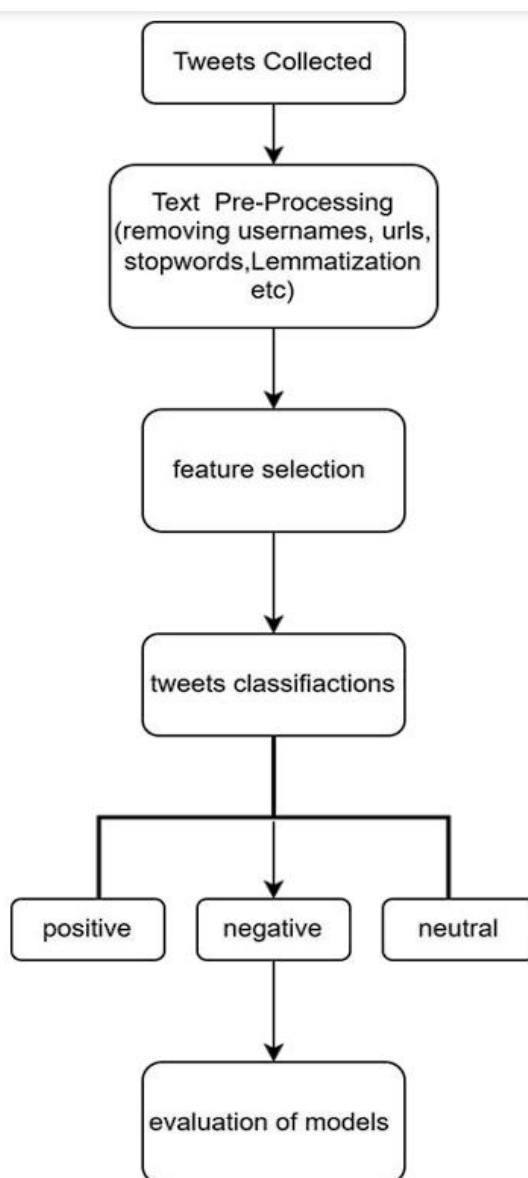 Tweets Collected
Text Pre-Processing
(removing usernames, urls,
stopwords,Lemmatization
etc)
feature selection
tweets classifiactions
positive
negative
neutral
evaluation of models